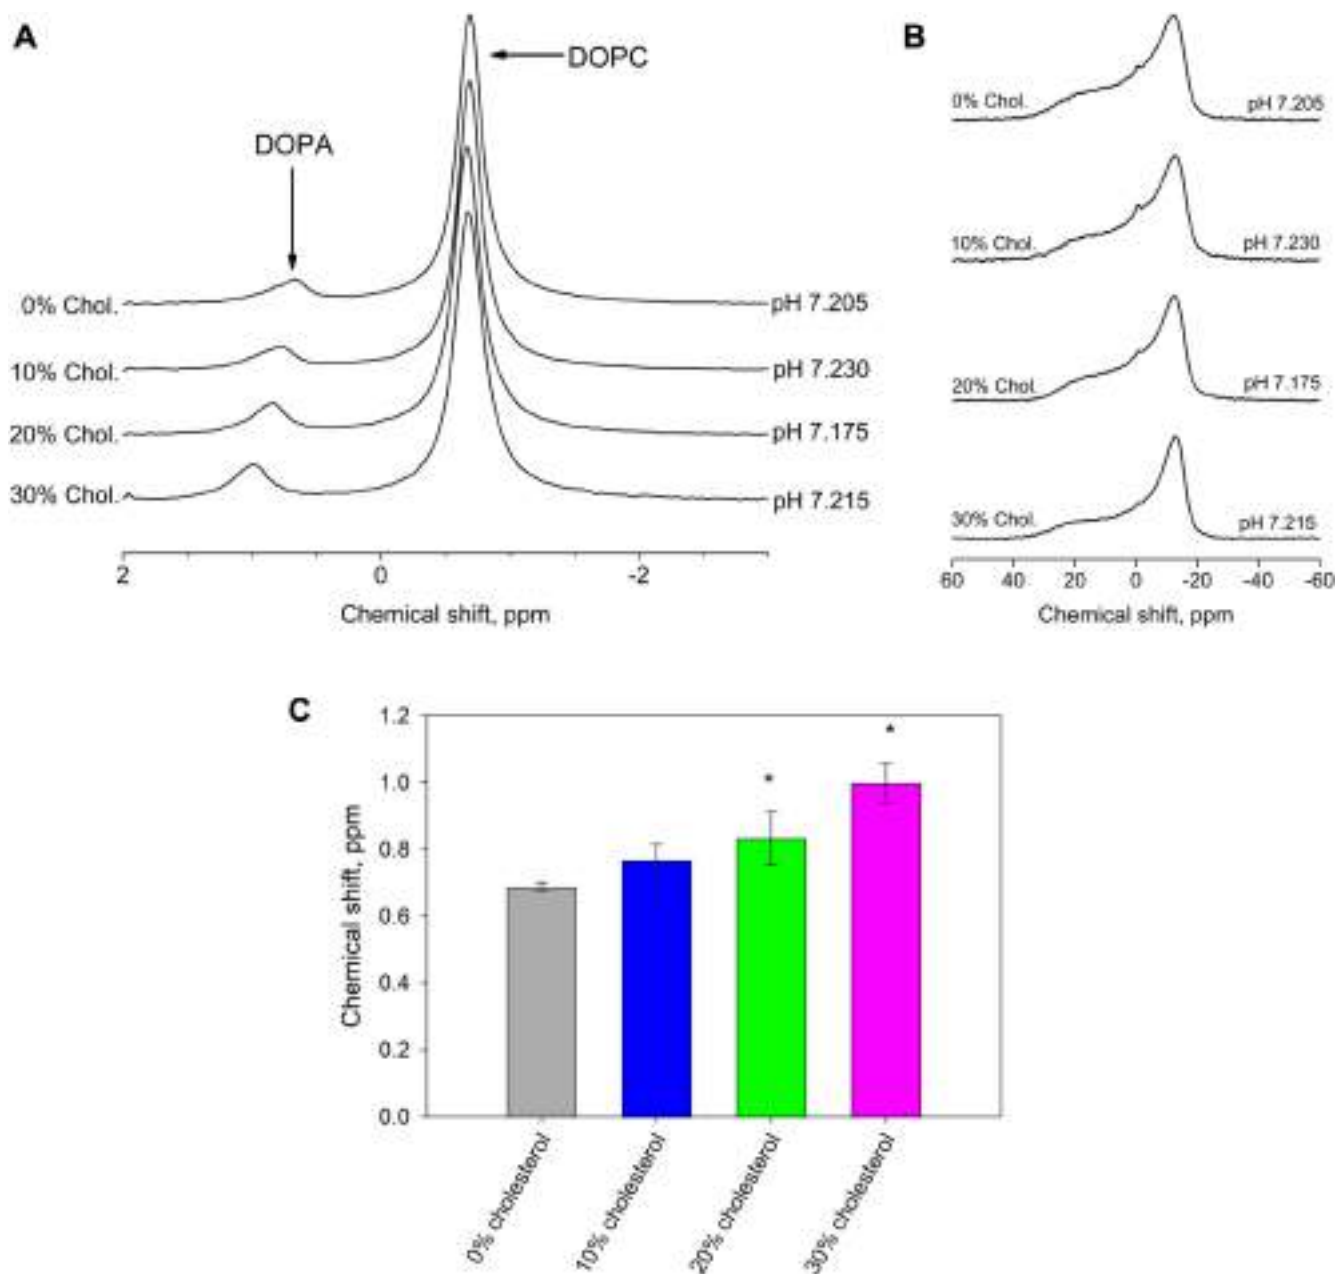 A
DOPC
DOPA
0% Chol.
pH 7.205
10% Chol.
pH 7.230
20% Chol.
pH 7.175
30% Chol.
pH 7.215
2
0
-2
Chemical shift, ppm
B
0% Chol.
pH 7.205
10% Chol.
pH 7.230
20% Chol.
pH 7.175
30% Chol.
pH 7.215
60 40 20 0 -20 -40 -60
Chemical shift, ppm
C
Chemical shift, ppm
1.2
1.0
0.8
0.6
0.4
0.2
0.0
*
*
0% cholesterol
10% cholesterol
20% cholesterol
30% cholesterol